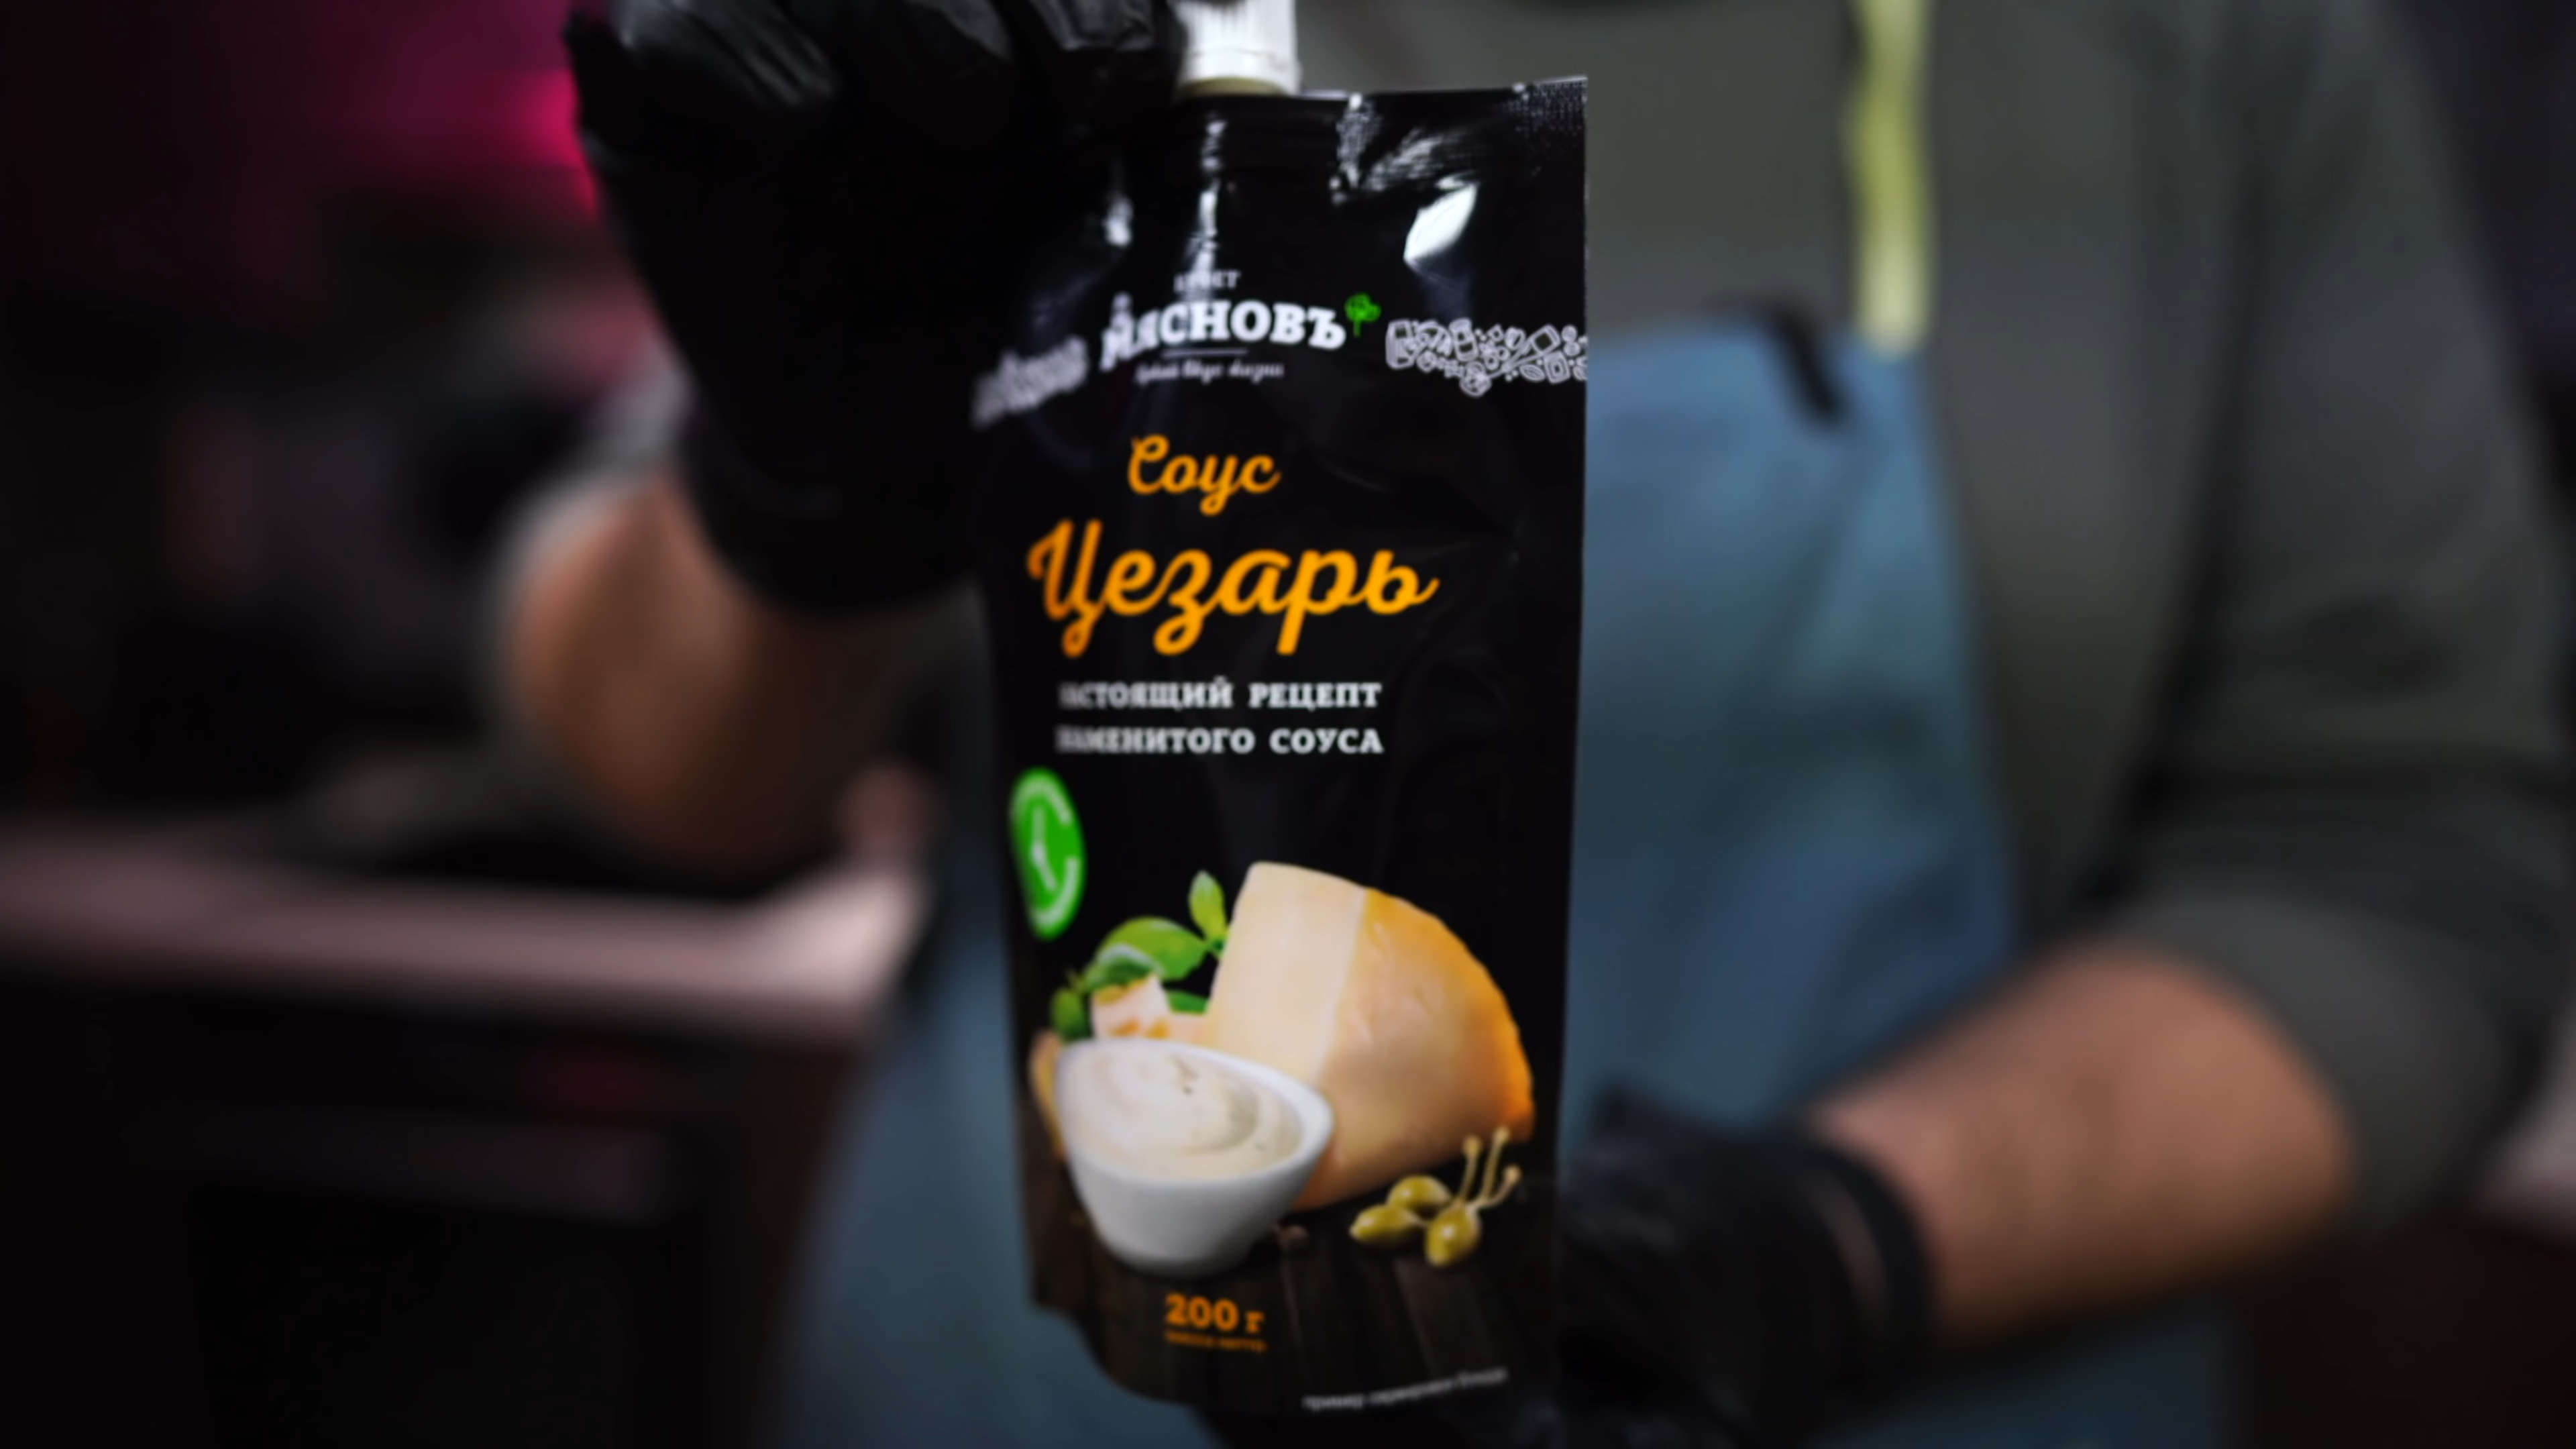 МЯСНОВЪ
Соус
Цезарь
НАСТОЯЩИЙ РЕЦЕПТ
ЗНАМЕНИТОГО СОУСА
200 г